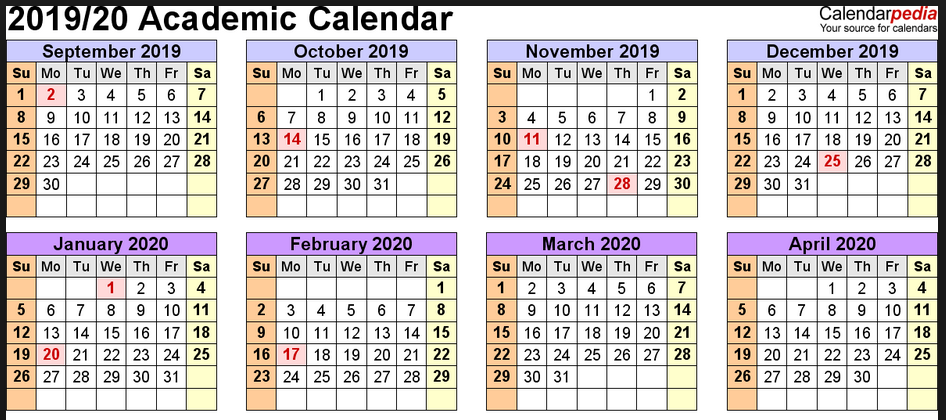 2019/20 Academic Calendar
Calendarpedia
Your source for calendars
September 2019
Su Mo Tu We Th Fr Sa
1 2 3 4 5 6 7
8 9 10 11 12 13 14
15 16 17 18 19 20 21
22 23 24 25 26 27 28
29 30
October 2019
Su Mo Tu We Th Fr Sa
1 2 3 4 5
6 7 8 9 10 11 12
13 14 15 16 17 18 19
20 21 22 23 24 25 26
27 28 29 30 31
November 2019
Su Mo Tu We Th Fr Sa
1 2
3 4 5 6 7 8 9
10 11 12 13 14 15 16
17 18 19 20 21 22 23
24 25 26 27 28 29 30
December 2019
Su Mo Tu We Th Fr Sa
1 2 3 4 5 6 7
8 9 10 11 12 13 14
15 16 17 18 19 20 21
22 23 24 25 26 27 28
29 30 31
January 2020
Su Mo Tu We Th Fr Sa
1 2 3 4
5 6 7 8 9 10 11
12 13 14 15 16 17 18
19 20 21 22 23 24 25
26 27 28 29 30 31
February 2020
Su Mo Tu We Th Fr Sa
1
2 3 4 5 6 7 8
9 10 11 12 13 14 15
16 17 18 19 20 21 22
23 24 25 26 27 28 29
March 2020
Su Mo Tu We Th Fr Sa
1 2 3 4 5 6 7
8 9 10 11 12 13 14
15 16 17 18 19 20 21
22 23 24 25 26 27 28
29 30 31
April 2020
Su Mo Tu We Th Fr Sa
1 2 3 4
5 6 7 8 9 10 11
12 13 14 15 16 17 18
19 20 21 22 23 24 25
26 27 28 29 30